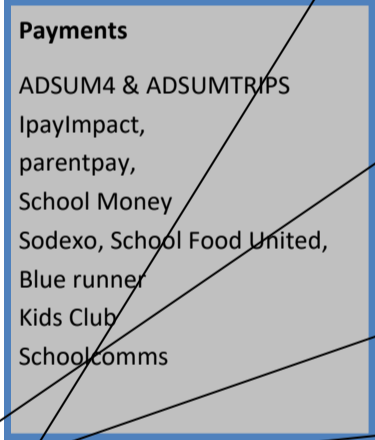 Payments
ADSUM4 & ADSUMTRIPS
IpayImpact,
parentpay,
School Money
Sodexo, School Food United,
Blue runner
Kids Club
Schoolcomms